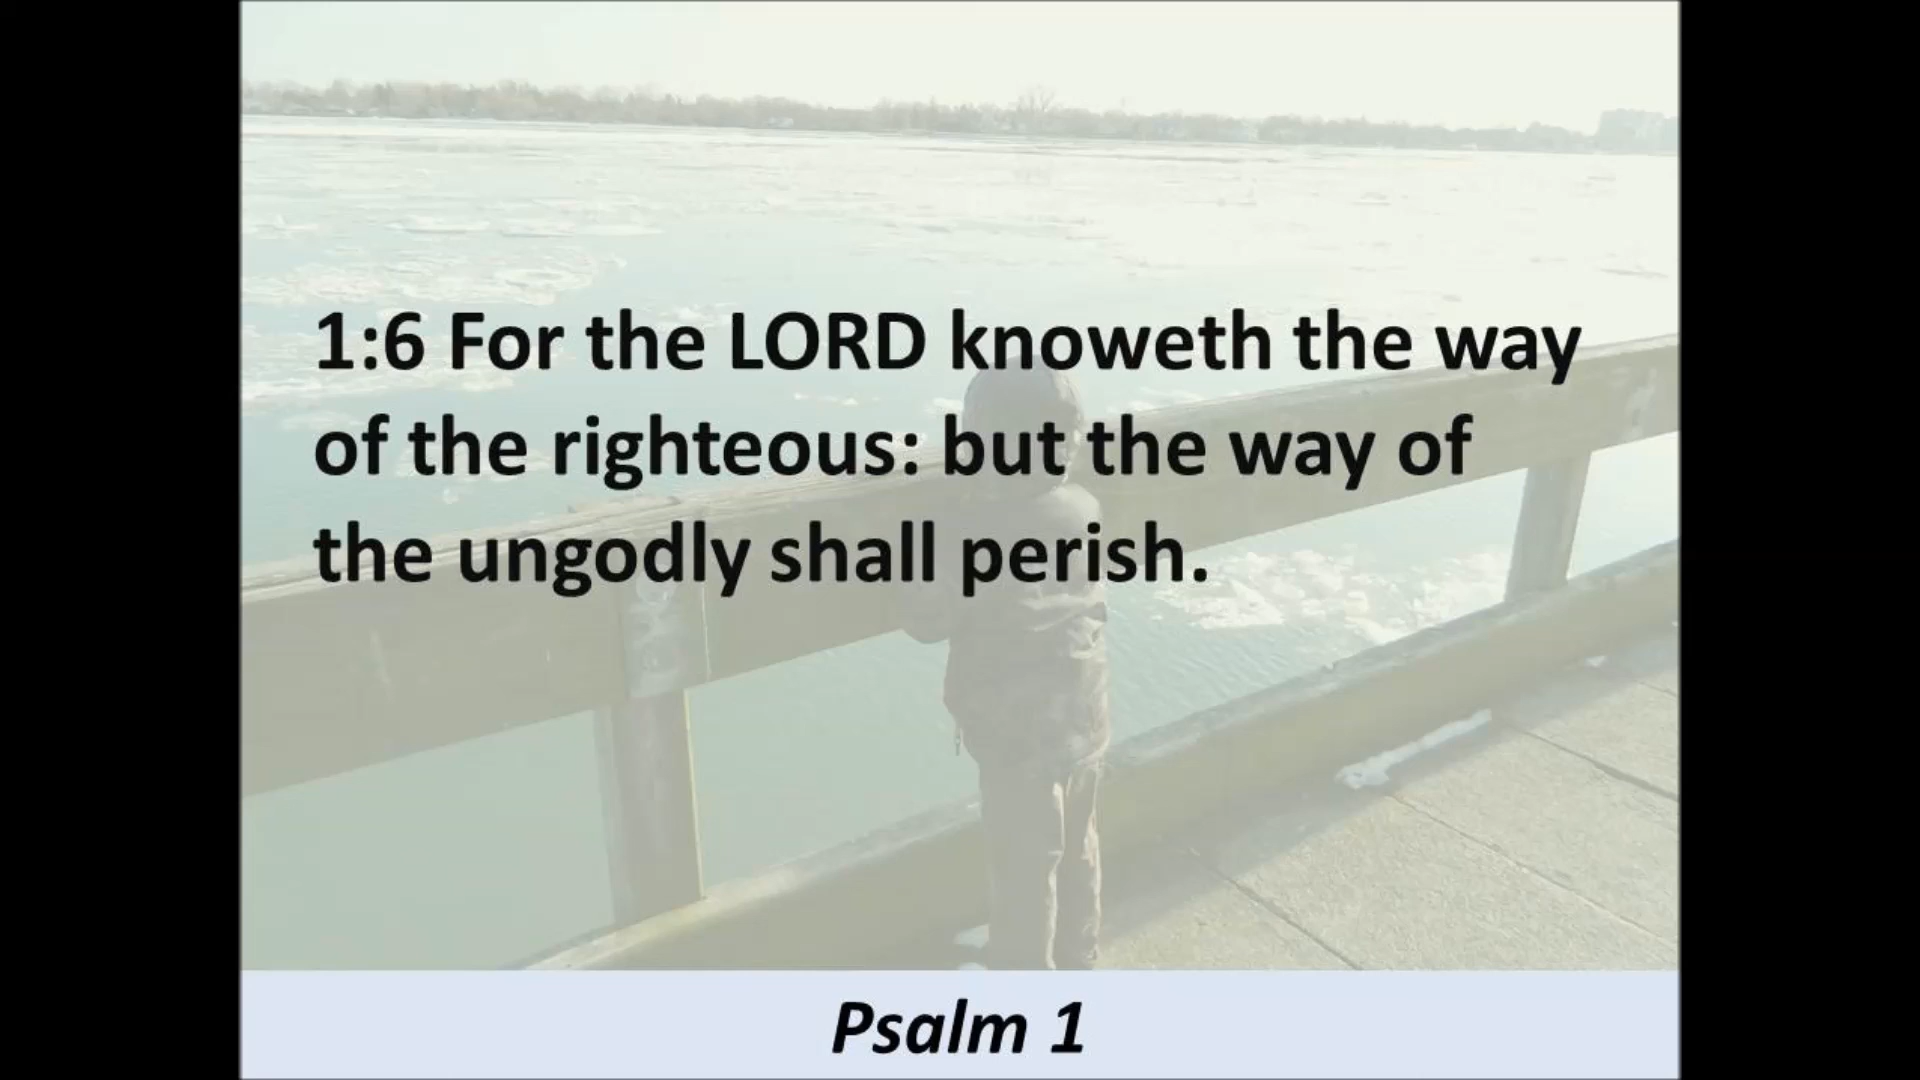 1:6 For the LORD knoweth the way
of the righteous: but the way of
the ungodly shall perish.
Psalm 1